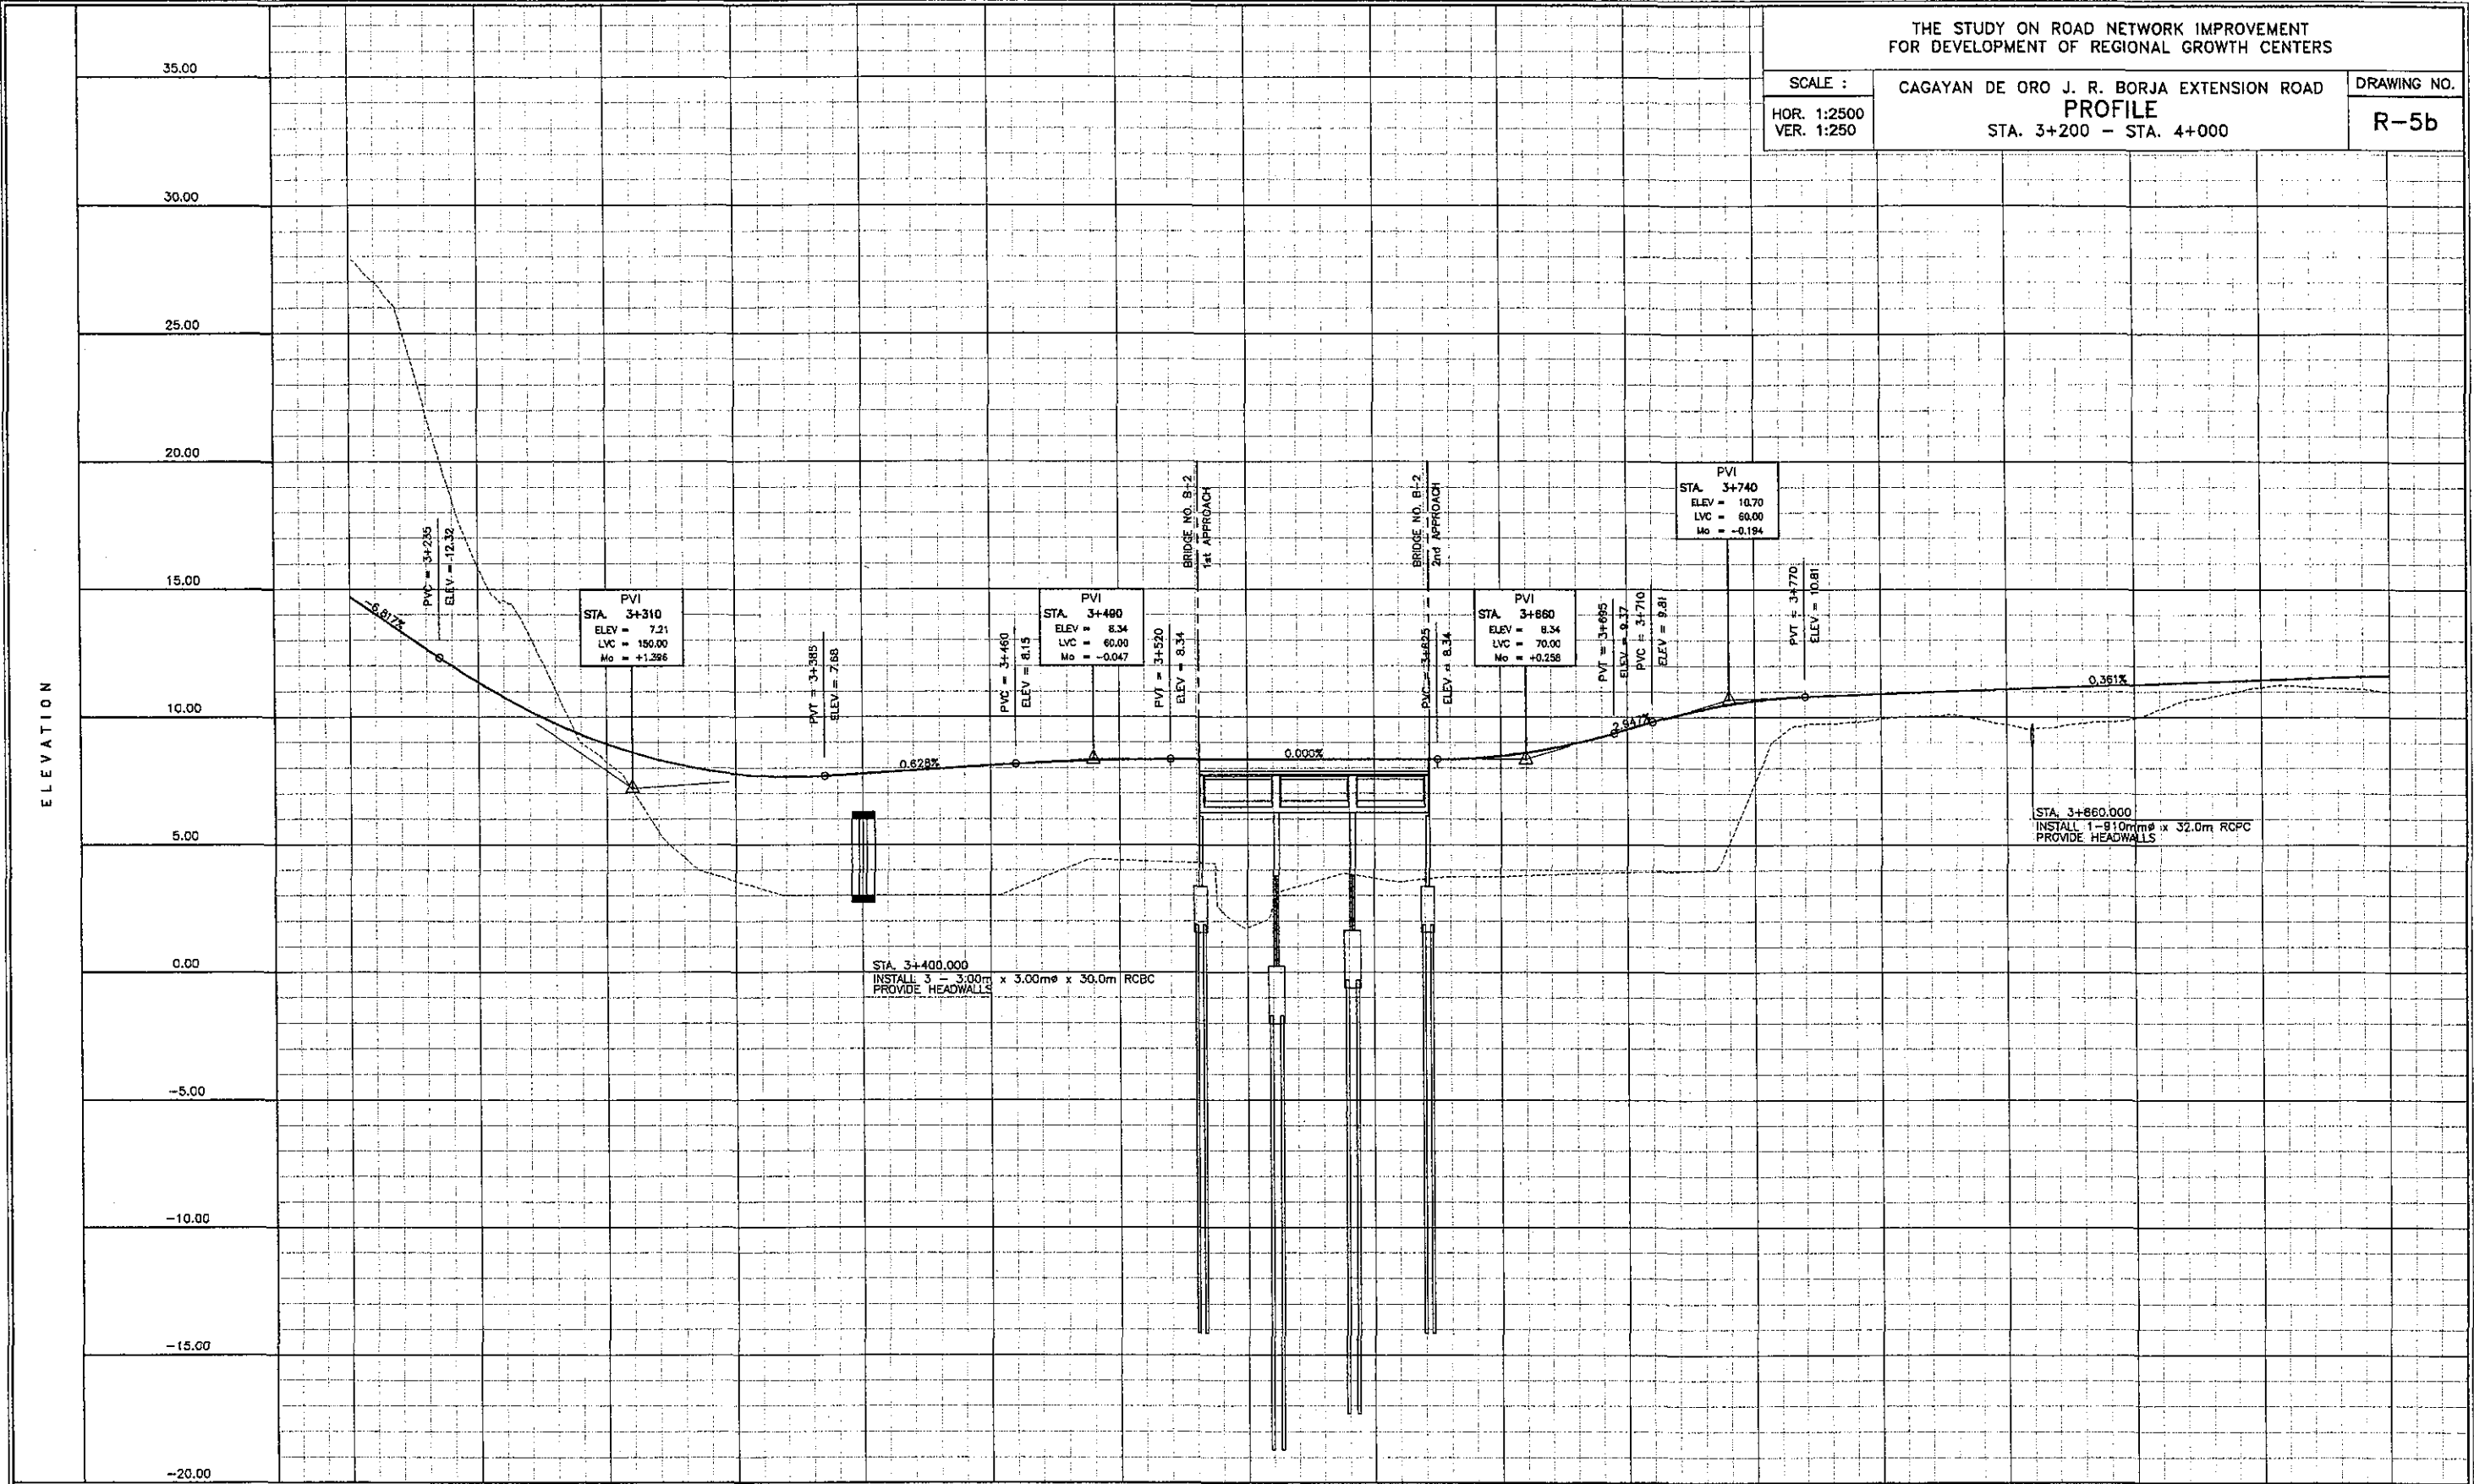 THE STUDY ON ROAD NETWORK IMPROVEMENT
FOR DEVELOPMENT OF REGIONAL GROWTH CENTERS
SCALE :
HOR. 1:2500
VER. 1:250
CAGAYAN DE ORO J. R. BORJA EXTENSION ROAD
PROFILE
STA. 3+200 - STA. 4+000
DRAWING NO.
R-5b
ELEVATION
35.00
30.00
25.00
20.00
15.00
10.00
5.00
0.00
-5.00
-10.00
-15.00
-20.00
-6.817%
PVC = 3+235
ELEV = 12.32
PVI
STA. 3+310
ELEV = 7.21
LVC = 150.00
Mo = +1.396
PVT = 3+385
ELEV = 7.68
0.628%
PVC = 3+460
ELEV = 8.15
PVI
STA. 3+490
ELEV = 8.34
LVC = 60.00
Mo = -0.047
PVT = 3+520
ELEV = 8.34
BRIDGE NO. B-2
1st APPROACH
0.000%
BRIDGE NO. B-2
2nd APPROACH
PVC = 3+625
ELEV = 8.34
PVI
STA. 3+660
ELEV = 8.34
LVC = 70.00
Mo = +0.258
PVT = 3+695
ELEV = 9.37
PVC = 3+710
ELEV = 9.81
2.947%
PVI
STA. 3+740
ELEV = 10.70
LVC = 60.00
Mo = -0.194
PVT = 3+770
ELEV = 10.81
0.361%
STA. 3+860.000
INSTALL 1-910mmø x 32.0m RCPC
PROVIDE HEADWALLS
STA. 3+400.000
INSTALL 3 - 3.00m x 3.00mø x 30.0m RCBC
PROVIDE HEADWALLS